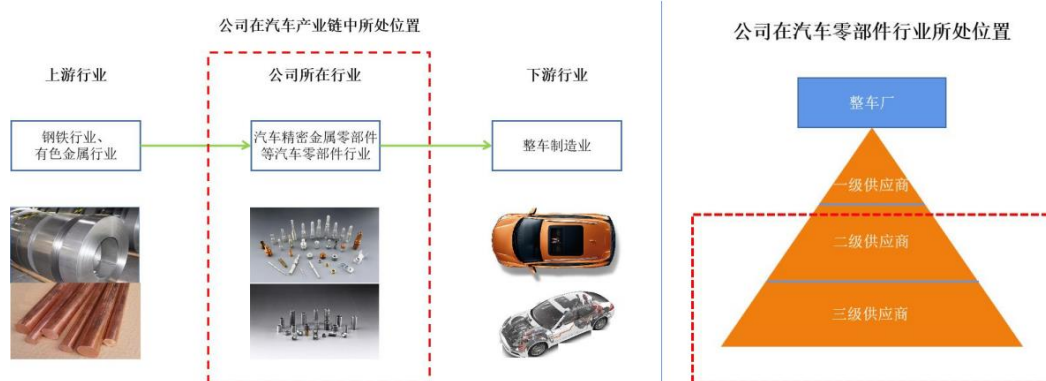 公司在汽车产业链中所处位置
上游行业
公司所在行业
下游行业
钢铁行业、
有色金属行业
汽车精密金属零部件
等汽车零部件行业
整车制造业
公司在汽车零部件行业所处位置
整车厂
一级供应商
二级供应商
三级供应商